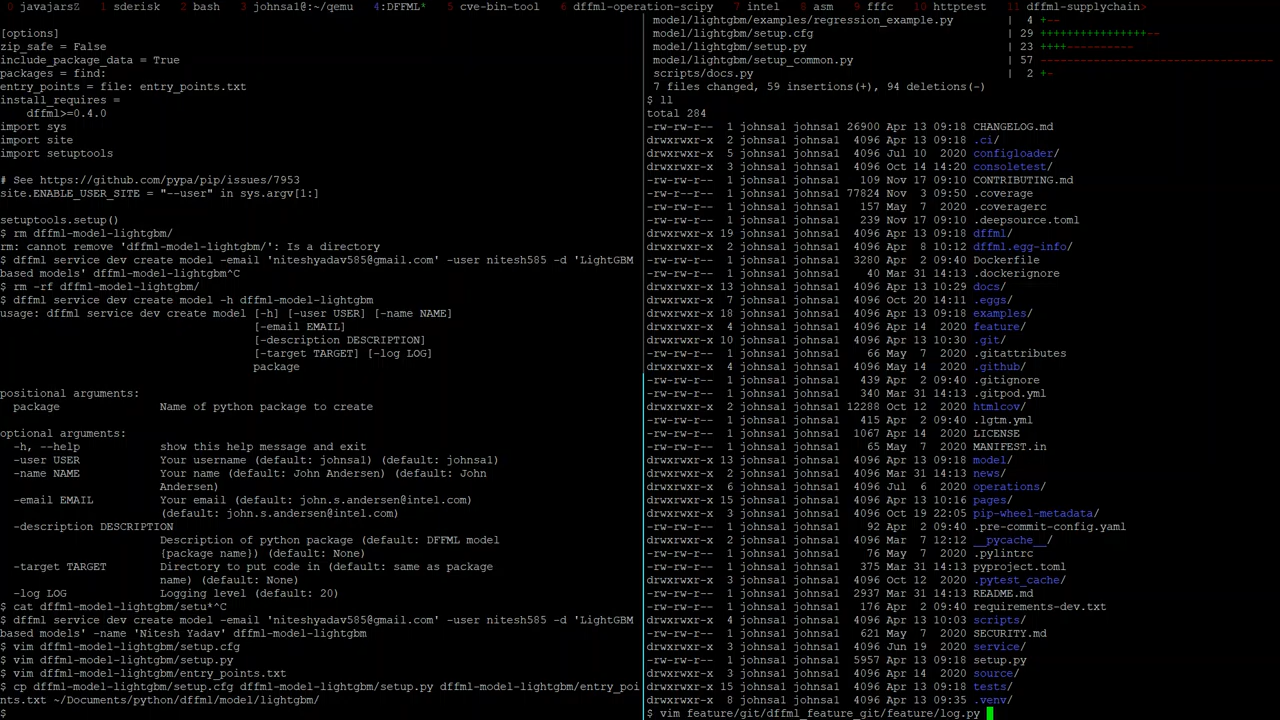 0 javajarsZ 1 sderisk 2 bash 3 johnsal@:~/qemu 4:DFFML* 5 cve-bin-tool 6 dffml-operation-scipy 7 intel 8 asm 9 fffc 10 httptest 11 dffml-supplychain>
[options]
zip_safe = False
include_package_data = True
packages = find:
entry_points = file: entry_points.txt
install_requires =
dffml>=0.4.0
import sys
import site
import setuptools
# See https://github.com/pypa/pip/issues/7953
site.ENABLE_USER_SITE = "--user" in sys.argv[1:]
setuptools.setup()
$ rm dffml-model-lightgbm/
rm: cannot remove 'dffml-model-lightgbm/': Is a directory
$ dffml service dev create model -email 'niteshyadav585@gmail.com' -user nitesh585 -d 'LightGBM
based models' dffml-model-lightgbm^C
$ rm -rf dffml-model-lightgbm/
$ dffml service dev create model -h dffml-model-lightgbm
usage: dffml service dev create model [-h] [-user USER] [-name NAME]
[-email EMAIL]
[-description DESCRIPTION]
[-target TARGET] [-log LOG]
package
positional arguments:
package Name of python package to create
optional arguments:
-h, --help show this help message and exit
-user USER Your username (default: johnsal) (default: johnsal)
-name NAME Your name (default: John Andersen) (default: John
Andersen)
-email EMAIL Your email (default: john.s.andersen@intel.com)
(default: john.s.andersen@intel.com)
-description DESCRIPTION
Description of python package (default: DFFML model
{package name}) (default: None)
-target TARGET Directory to put code in (default: same as package
name) (default: None)
-log LOG Logging level (default: 20)
$ cat dffml-model-lightgbm/setu*^C
$ dffml service dev create model -email 'niteshyadav585@gmail.com' -user nitesh585 -d 'LightGBM
based models' -name 'Nitesh Yadav' dffml-model-lightgbm
$ vim dffml-model-lightgbm/setup.cfg
$ vim dffml-model-lightgbm/setup.py
$ vim dffml-model-lightgbm/entry_points.txt
$ cp dffml-model-lightgbm/setup.cfg dffml-model-lightgbm/setup.py dffml-model-lightgbm/entry_poi
nts.txt ~/Documents/python/dffml/model/lightgbm/
$
model/lightgbm/examples/regression_example.py | 4 +--
model/lightgbm/setup.cfg | 29 ++++++++++++++++--
model/lightgbm/setup.py | 23 ++++----------
model/lightgbm/setup_common.py | 57 -----------------------------------
scripts/docs.py | 2 +-
7 files changed, 59 insertions(+), 94 deletions(-)
$ ll
total 284
-rw-rw-r-- 1 johnsal johnsal 26900 Apr 13 09:18 CHANGELOG.md
drwxrwxr-x 2 johnsal johnsal 4096 Apr 13 09:18 .ci/
drwxrwxr-x 5 johnsal johnsal 4096 Jul 10 2020 configloader/
drwxrwxr-x 3 johnsal johnsal 4096 Oct 14 14:20 consoletest/
-rw-rw-r-- 1 johnsal johnsal 109 Nov 17 09:10 CONTRIBUTING.md
-rw-rw-r-- 1 johnsal johnsal 77824 Nov 3 09:50 .coverage
-rw-rw-r-- 1 johnsal johnsal 157 May 7 2020 .coveragerc
-rw-rw-r-- 1 johnsal johnsal 239 Nov 17 09:10 .deepsource.toml
drwxrwxr-x 19 johnsal johnsal 4096 Apr 13 09:18 dffml/
drwxrwxr-x 2 johnsal johnsal 4096 Apr 8 10:12 dffml.egg-info/
-rw-rw-r-- 1 johnsal johnsal 3280 Apr 2 09:40 Dockerfile
-rw-rw-r-- 1 johnsal johnsal 40 Mar 31 14:13 .dockerignore
drwxrwxr-x 13 johnsal johnsal 4096 Apr 13 10:29 docs/
drwxrwxr-x 7 johnsal johnsal 4096 Oct 20 14:11 .eggs/
drwxrwxr-x 18 johnsal johnsal 4096 Apr 13 09:18 examples/
drwxrwxr-x 4 johnsal johnsal 4096 Apr 14 2020 feature/
drwxrwxr-x 10 johnsal johnsal 4096 Apr 13 10:30 .git/
-rw-rw-r-- 1 johnsal johnsal 66 May 7 2020 .gitattributes
drwxrwxr-x 4 johnsal johnsal 4096 May 14 2020 .github/
-rw-rw-r-- 1 johnsal johnsal 439 Apr 2 09:40 .gitignore
-rw-rw-r-- 1 johnsal johnsal 340 Mar 31 14:13 .gitpod.yml
drwxrwxr-x 2 johnsal johnsal 12288 Oct 12 2020 htmlcov/
-rw-rw-r-- 1 johnsal johnsal 415 Apr 2 09:40 .lgtm.yml
-rw-rw-r-- 1 johnsal johnsal 1067 Apr 14 2020 LICENSE
-rw-rw-r-- 1 johnsal johnsal 65 May 7 2020 MANIFEST.in
drwxrwxr-x 13 johnsal johnsal 4096 Apr 13 09:18 model/
drwxrwxr-x 2 johnsal johnsal 4096 Mar 31 14:13 news/
drwxrwxr-x 6 johnsal johnsal 4096 Jul 6 2020 operations/
drwxrwxr-x 15 johnsal johnsal 4096 Apr 13 10:16 pages/
drwxrwxr-x 2 johnsal johnsal 4096 Oct 19 22:05 pip-wheel-metadata/
-rw-rw-r-- 1 johnsal johnsal 92 Apr 2 09:40 .pre-commit-config.yaml
drwxrwxr-x 2 johnsal johnsal 4096 Mar 7 12:12 __pycache__/
-rw-rw-r-- 1 johnsal johnsal 76 May 7 2020 .pylintrc
-rw-rw-r-- 1 johnsal johnsal 375 Mar 31 14:13 pyproject.toml
drwxrwxr-x 3 johnsal johnsal 4096 Oct 12 2020 .pytest_cache/
-rw-rw-r-- 1 johnsal johnsal 2937 Mar 31 14:13 README.md
-rw-rw-r-- 1 johnsal johnsal 176 Apr 2 09:40 requirements-dev.txt
drwxrwxr-x 4 johnsal johnsal 4096 Apr 13 10:03 scripts/
-rw-rw-r-- 1 johnsal johnsal 621 May 7 2020 SECURITY.md
drwxrwxr-x 3 johnsal johnsal 4096 Jun 19 2020 service/
-rw-rw-r-- 1 johnsal johnsal 5957 Apr 13 09:18 setup.py
drwxrwxr-x 3 johnsal johnsal 4096 Apr 14 2020 source/
drwxrwxr-x 15 johnsal johnsal 4096 Apr 13 09:18 tests/
drwxrwxr-x 8 johnsal johnsal 4096 Apr 13 09:35 .venv/
$ vim feature/git/dffml_feature_git/feature/log.py